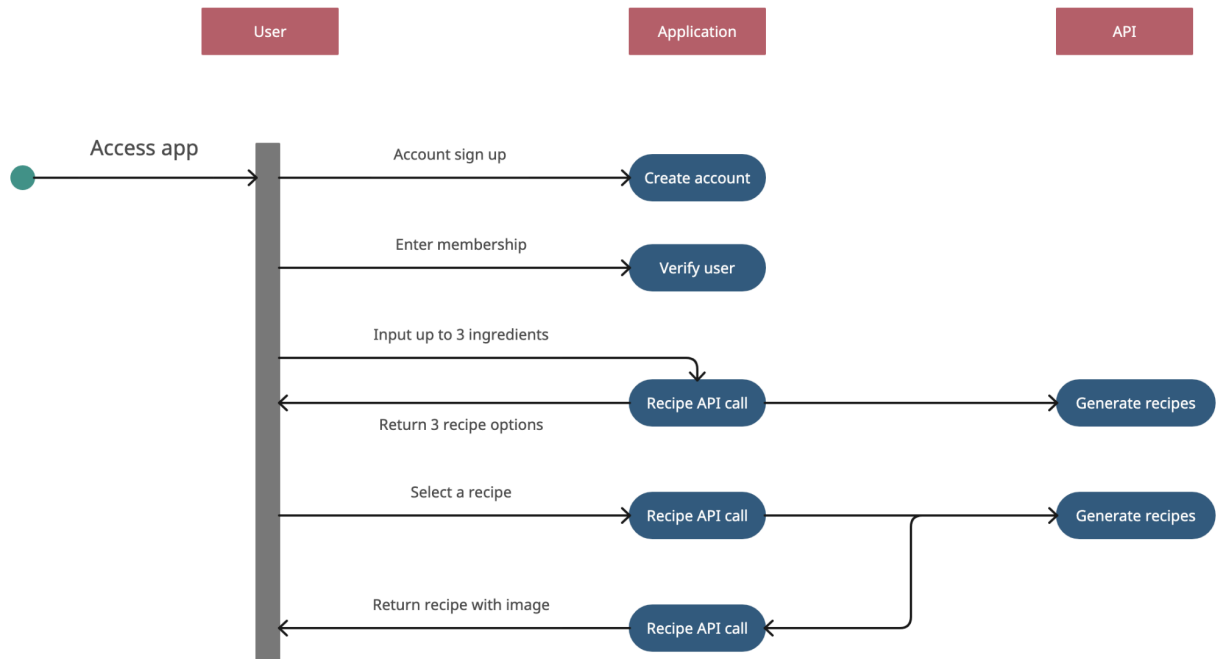 User
Application
API
Access app
Account sign up
Create account
Enter membership
Verify user
Input up to 3 ingredients
Recipe API call
Generate recipes
Return 3 recipe options
Select a recipe
Recipe API call
Generate recipes
Return recipe with image
Recipe API call